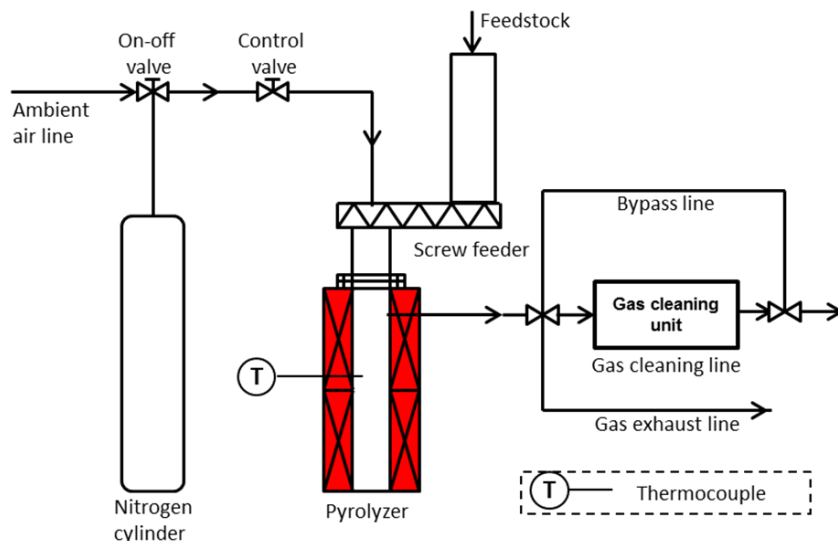 Feedstock
On-off
valve
Control
valve
Ambient
air line
Bypass line
Screw feeder
Gas cleaning
unit
Gas cleaning line
T
Gas exhaust line
T
Thermocouple
Nitrogen
cylinder
Pyrolyzer